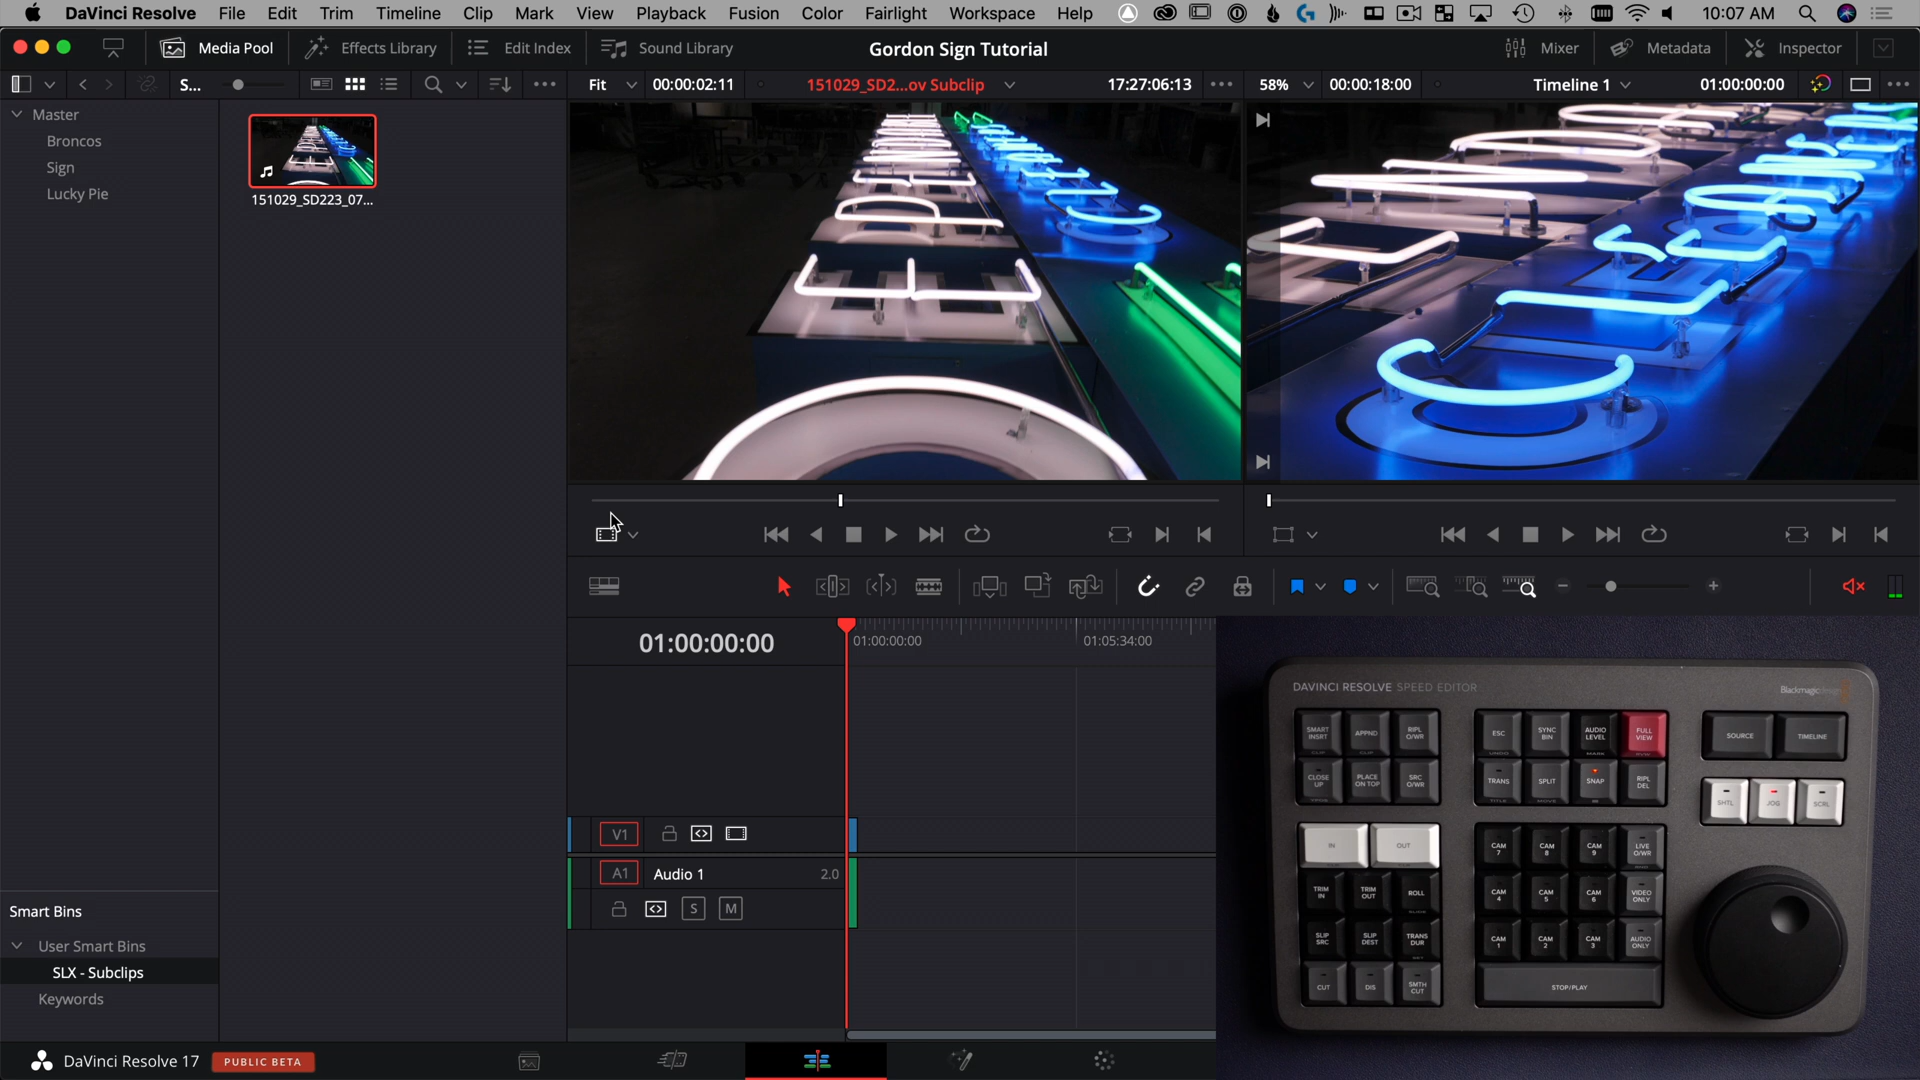 DaVinci Resolve File Edit Trim Timeline Clip Mark View Playback Fusion Color Fairlight Workspace Help 10:07 AM
Media Pool Effects Library Edit Index Sound Library Gordon Sign Tutorial Mixer Metadata Inspector
S... Fit 00:00:02:11 151029_SD2...ov Subclip 17:27:06:13 58% 00:00:18:00 Timeline 1 01:00:00:00
Master
Broncos
Sign
Lucky Pie
151029_SD223_07...
01:00:00:00
01:00:00:00 01:05:34:00
V1
A1 Audio 1 2.0
S M
Smart Bins
User Smart Bins
SLX - Subclips
Keywords
DaVinci Resolve 17 PUBLIC BETA
DAVINCI RESOLVE SPEED EDITOR Blackmagicdesign
SMART INSRT APPND RIPL O/WR ESC SYNC BIN AUDIO LEVEL FULL VIEW SOURCE TIMELINE
CLOSE UP PLACE ON TOP SRC O/WR TRANS SPLIT SNAP RIPL DEL
SHTL JOG SCRL
IN OUT CAM 7 CAM 8 CAM 9 LIVE O/WR
TRIM IN TRIM OUT ROLL CAM 4 CAM 5 CAM 6 VIDEO ONLY
SLIP SRC SLIP DEST TRANS DUR CAM 1 CAM 2 CAM 3 AUDIO ONLY
CUT DIS SMTH CUT STOP/PLAY